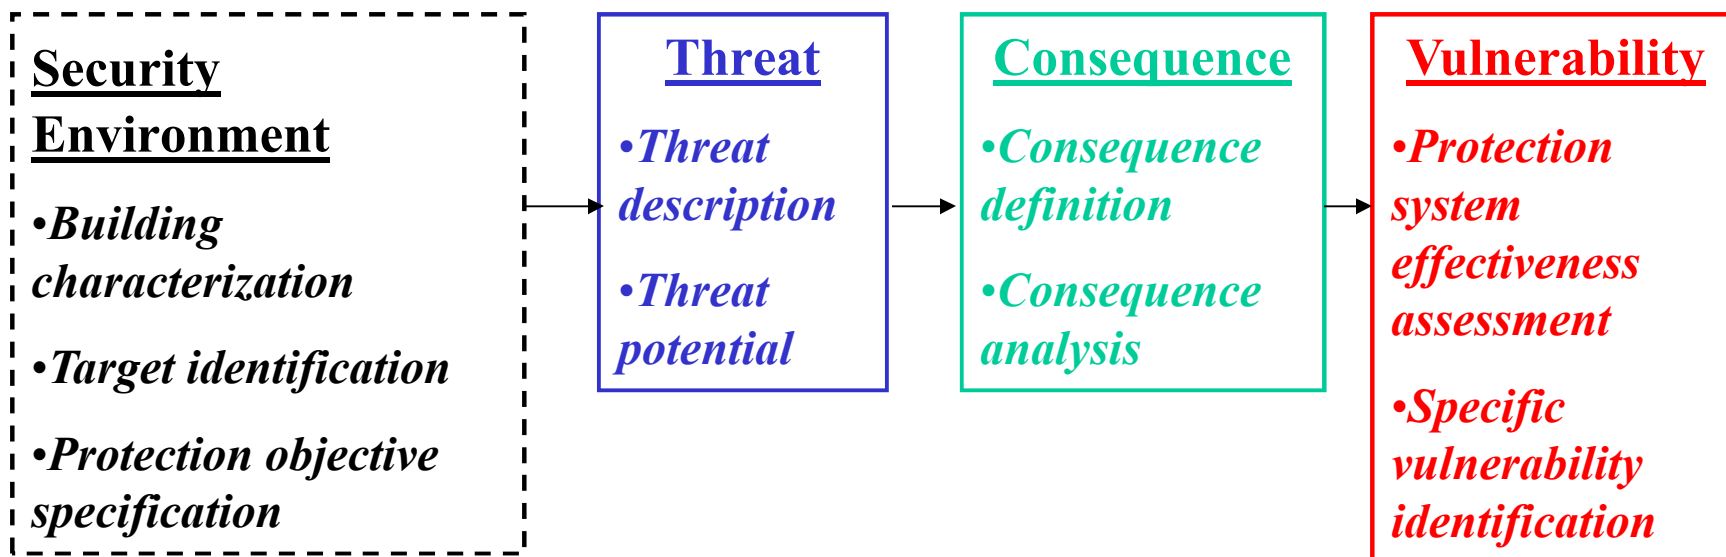 Security
Environment
•Building
characterization
•Target identification
•Protection objective
specification
Threat
•Threat
description
•Threat
potential
Consequence
•Consequence
definition
•Consequence
analysis
Vulnerability
•Protection
system
effectiveness
assessment
•Specific
vulnerability
identification